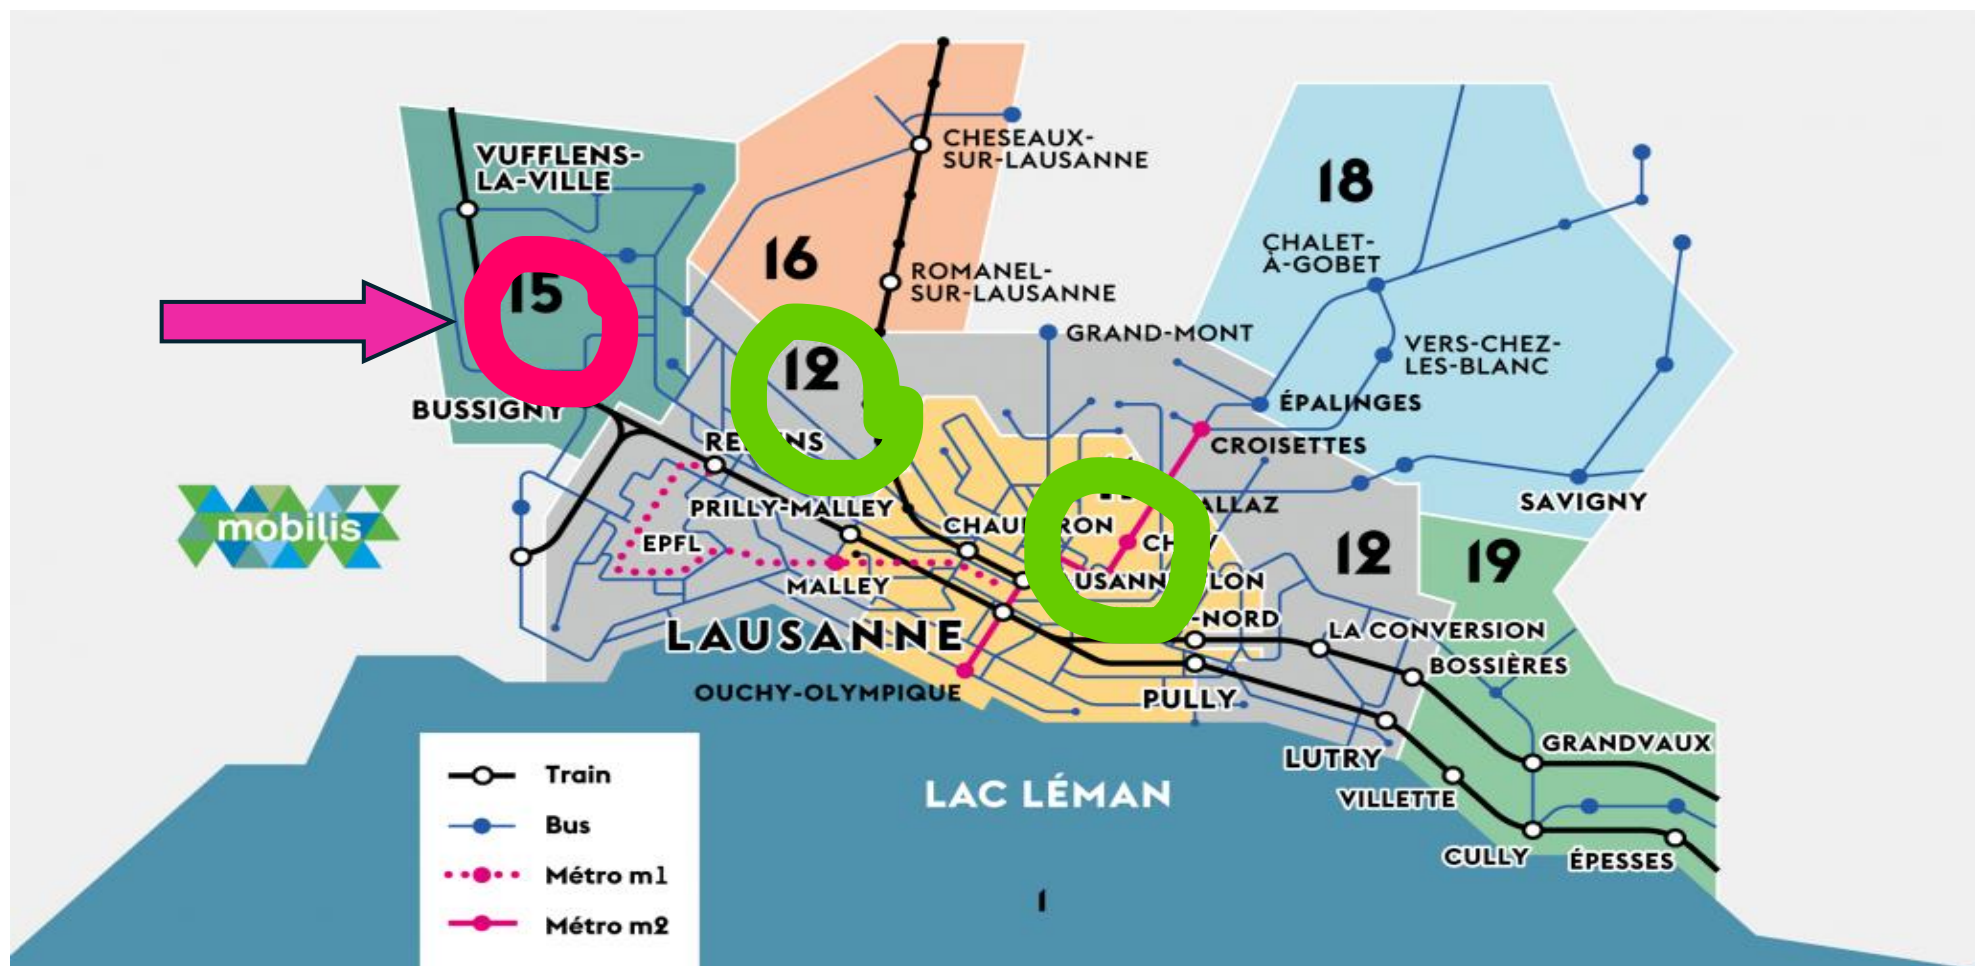 VUFFLENS-
LA-VILLE
15
BUSSIGNY
CHESEAUX-
SUR-LAUSANNE
16
ROMANEL-
SUR-LAUSANNE
18
CHALET-
À-GOBET
GRAND-MONT
VERS-CHEZ-
LES-BLANC
12
ÉPALINGES
CROISETTES
SAVIGNY
PRILLY-MALLEY
EPFL
MALLEY
LAUSANNE
OUCHY-OLYMPIQUE
12
19
LA CONVERSION
BOSSIÈRES
PULLY
LUTRY
GRANDVAUX
VILLETTE
CULLY
ÉPESSES
LAC LÉMAN
mobilis
Train
Bus
Métro m1
Métro m2
1